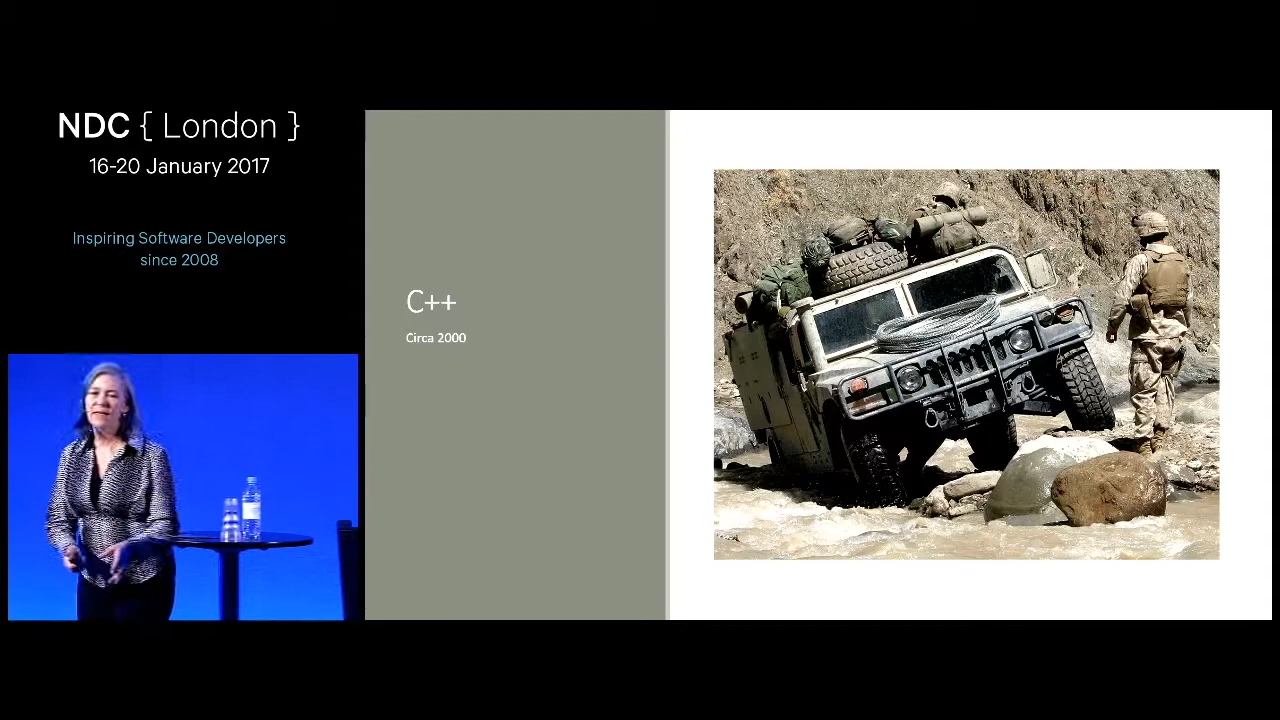 NDC { London }
16-20 January 2017
Inspiring Software Developers
since 2008
C++
Circa 2000